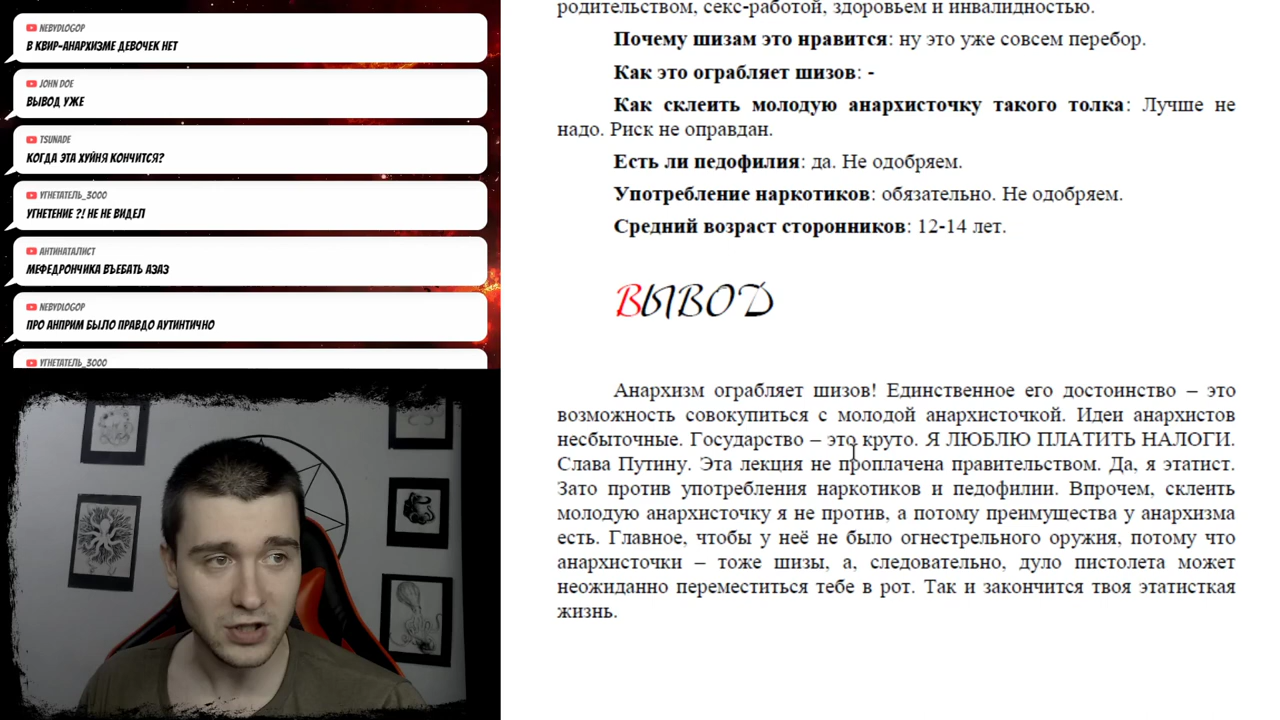 NEBYDLOGOP
В КВИР-АНАРХИЗМЕ ДЕВОЧЕК НЕТ
JOHN DOE
ВЫВОД УЖЕ
TSUNADE
КОГДА ЭТА ХУЙНЯ КОНЧИТСЯ?
УГНЕТАТЕЛЬ_3000
УГНЕТЕНИЕ ?! НЕ НЕ ВИДЕЛ
АНТИНАТАЛИСТ
МЕФЕДРОНЧИКА ВЪЕБАТЬ АЗАЗ
NEBYDLOGOP
ПРО АНПРИМ БЫЛО ПРАВДО АУТИНТИЧНО
УГНЕТАТЕЛЬ_3000
родительством, секс-работой, здоровьем и инвалидностью.
Почему шизам это нравится: ну это уже совсем перебор.
Как это ограбляет шизов: -
Как склеить молодую анархисточку такого толка: Лучше не
надо. Риск не оправдан.
Есть ли педофилия: да. Не одобряем.
Употребление наркотиков: обязательно. Не одобряем.
Средний возраст сторонников: 12-14 лет.
ВЫВОД
Анархизм ограбляет шизов! Единственное его достоинство – это
возможность совокупиться с молодой анархисточкой. Идеи анархистов
несбыточные. Государство – это круто. Я ЛЮБЛЮ ПЛАТИТЬ НАЛОГИ.
Слава Путину. Эта лекция не проплачена правительством. Да, я этатист.
Зато против употребления наркотиков и педофилии. Впрочем, склеить
молодую анархисточку я не против, а потому преимущества у анархизма
есть. Главное, чтобы у неё не было огнестрельного оружия, потому что
анархисточки – тоже шизы, а, следовательно, дуло пистолета может
неожиданно переместиться тебе в рот. Так и закончится твоя этатисткая
жизнь.